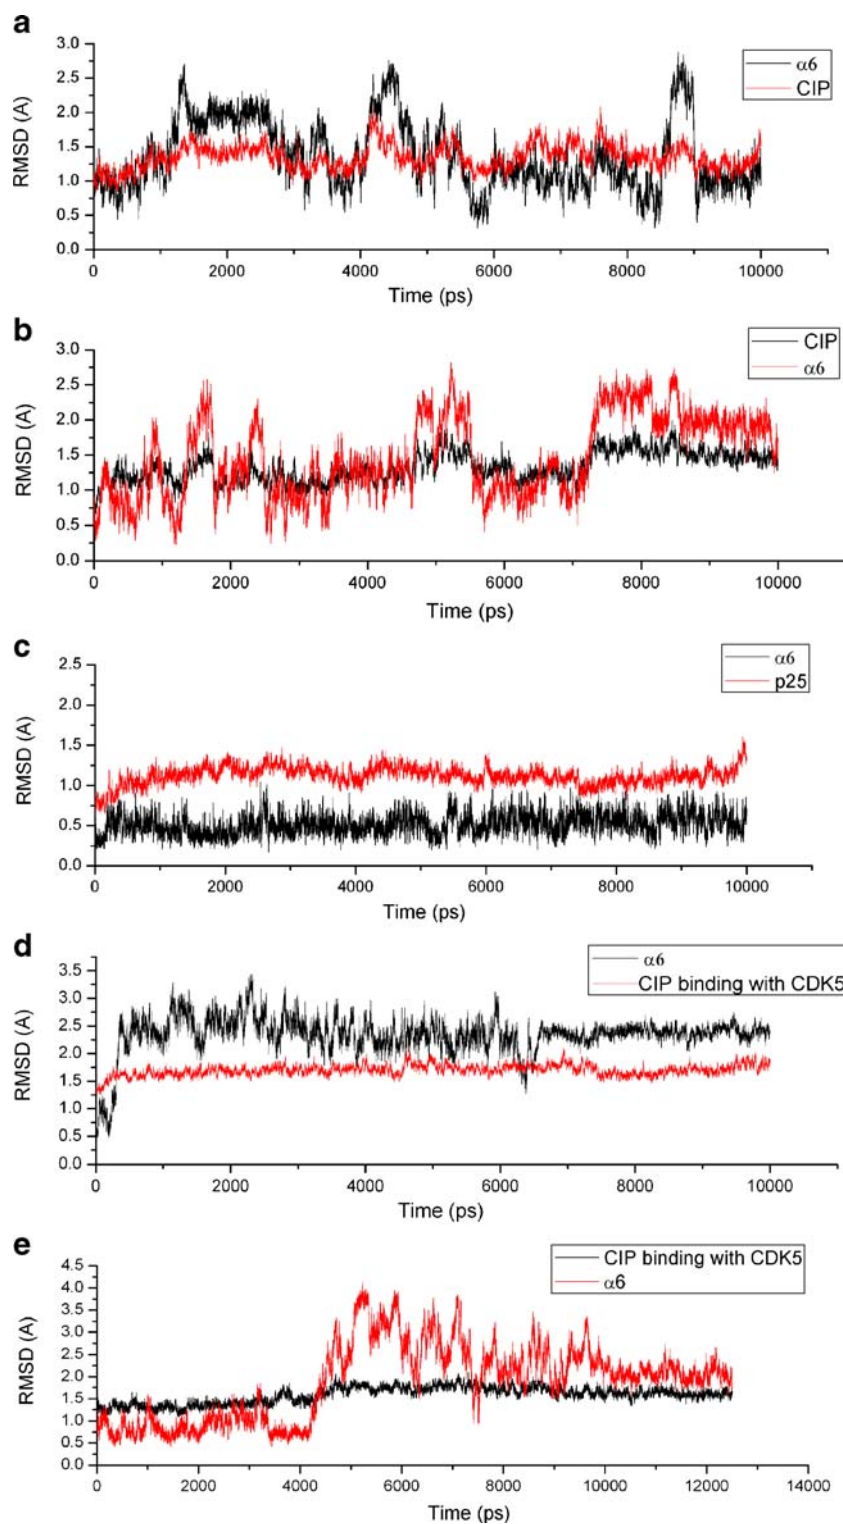 a
α6
CIP
RMSD (A)
3.0
2.5
2.0
1.5
1.0
0.5
0.0
0 2000 4000 6000 8000 10000
Time (ps)
b
CIP
α6
RMSD (A)
3.0
2.5
2.0
1.5
1.0
0.5
0.0
0 2000 4000 6000 8000 10000
Time (ps)
c
α6
p25
RMSD (A)
2.5
2.0
1.5
1.0
0.5
0.0
0 2000 4000 6000 8000 10000
Time (ps)
d
α6
CIP binding with CDK5
RMSD (A)
3.5
3.0
2.5
2.0
1.5
1.0
0.5
0.0
0 2000 4000 6000 8000 10000
Time (ps)
e
CIP binding with CDK5
α6
RMSD (A)
4.5
4.0
3.5
3.0
2.5
2.0
1.5
1.0
0.5
0.0
0 2000 4000 6000 8000 10000 12000 14000
Time (ps)